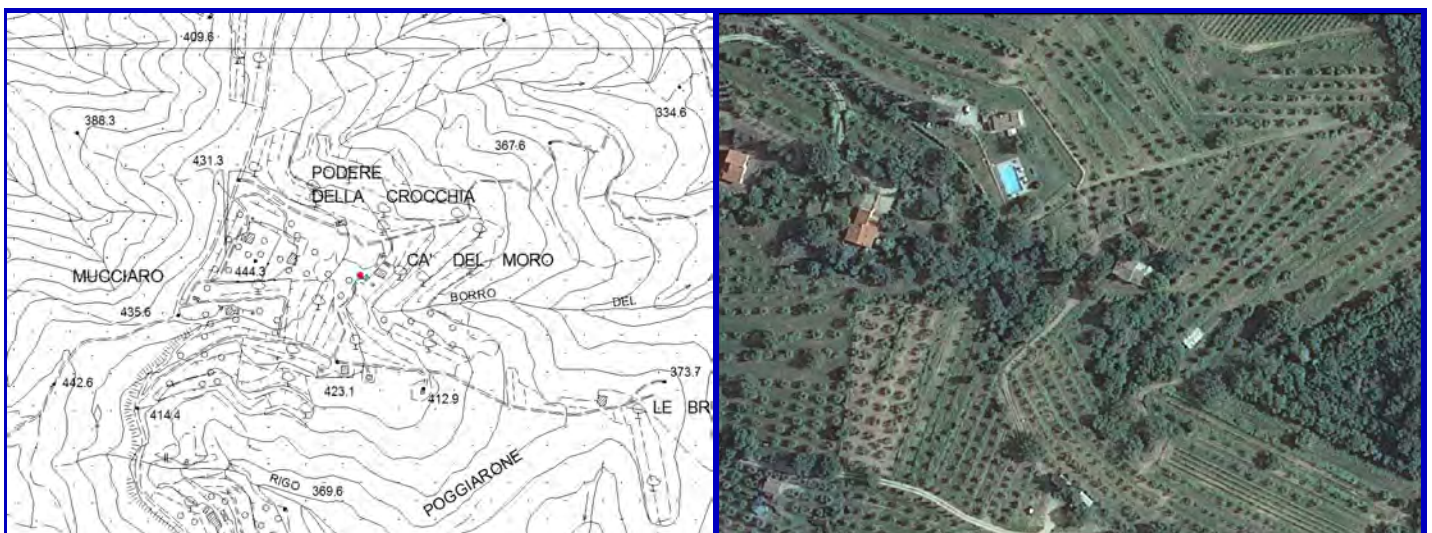 409.6
334.6
388.3
367.6
431.3
PODERE
DELLA CROCCHIA
CA' DEL MORO
444.3
MUCCIARO
BORRO DEL
435.6
373.7
442.6
423.1
412.9
LE BR
414.4
POGGIARONE
RIGO
369.6